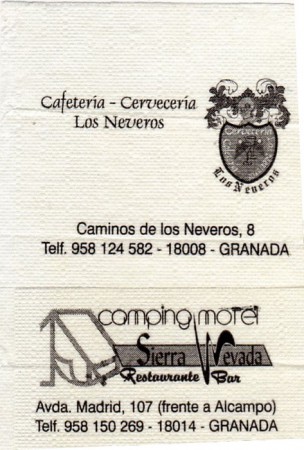 Cafetería - Cervecería
Los Neveros
Cervecería
Los Neveros
Caminos de los Neveros, 8
Telf. 958 124 582 - 18008 - GRANADA
camping motel
Sierra Nevada
Restaurante Bar
Avda. Madrid, 107 (frente a Alcampo)
Telf. 958 150 269 - 18014 - GRANADA